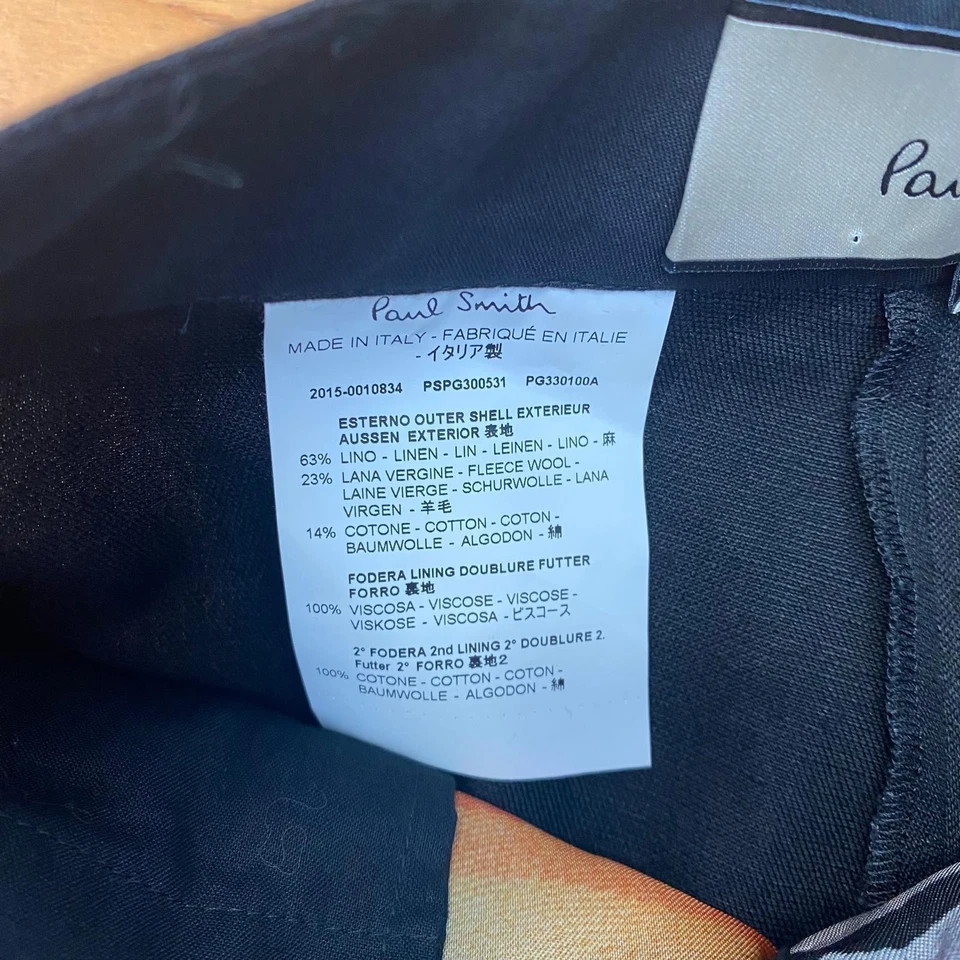 Paul Smith
MADE IN ITALY - FABRIQUÉ EN ITALIE
- イタリア製
2015-0010834 PSPG300531 PG330100A
ESTERNO OUTER SHELL EXTERIEUR
AUSSEN EXTERIOR 表地
63% LINO - LINEN - LIN - LEINEN - LINO - 麻
23% LANA VERGINE - FLEECE WOOL -
LAINE VIERGE - SCHURWOLLE - LANA
VIRGEN - 羊毛
14% COTONE - COTTON - COTON -
BAUMWOLLE - ALGODON - 綿
FODERA LINING DOUBLURE FUTTER
FORRO 裏地
100% VISCOSA - VISCOSE - VISCOSE -
VISKOSE - VISCOSA - ビスコース
2° FODERA 2nd LINING 2° DOUBLURE 2.
Futter 2° FORRO 裏地2
100% COTONE - COTTON - COTON -
BAUMWOLLE - ALGODON - 綿
Pau